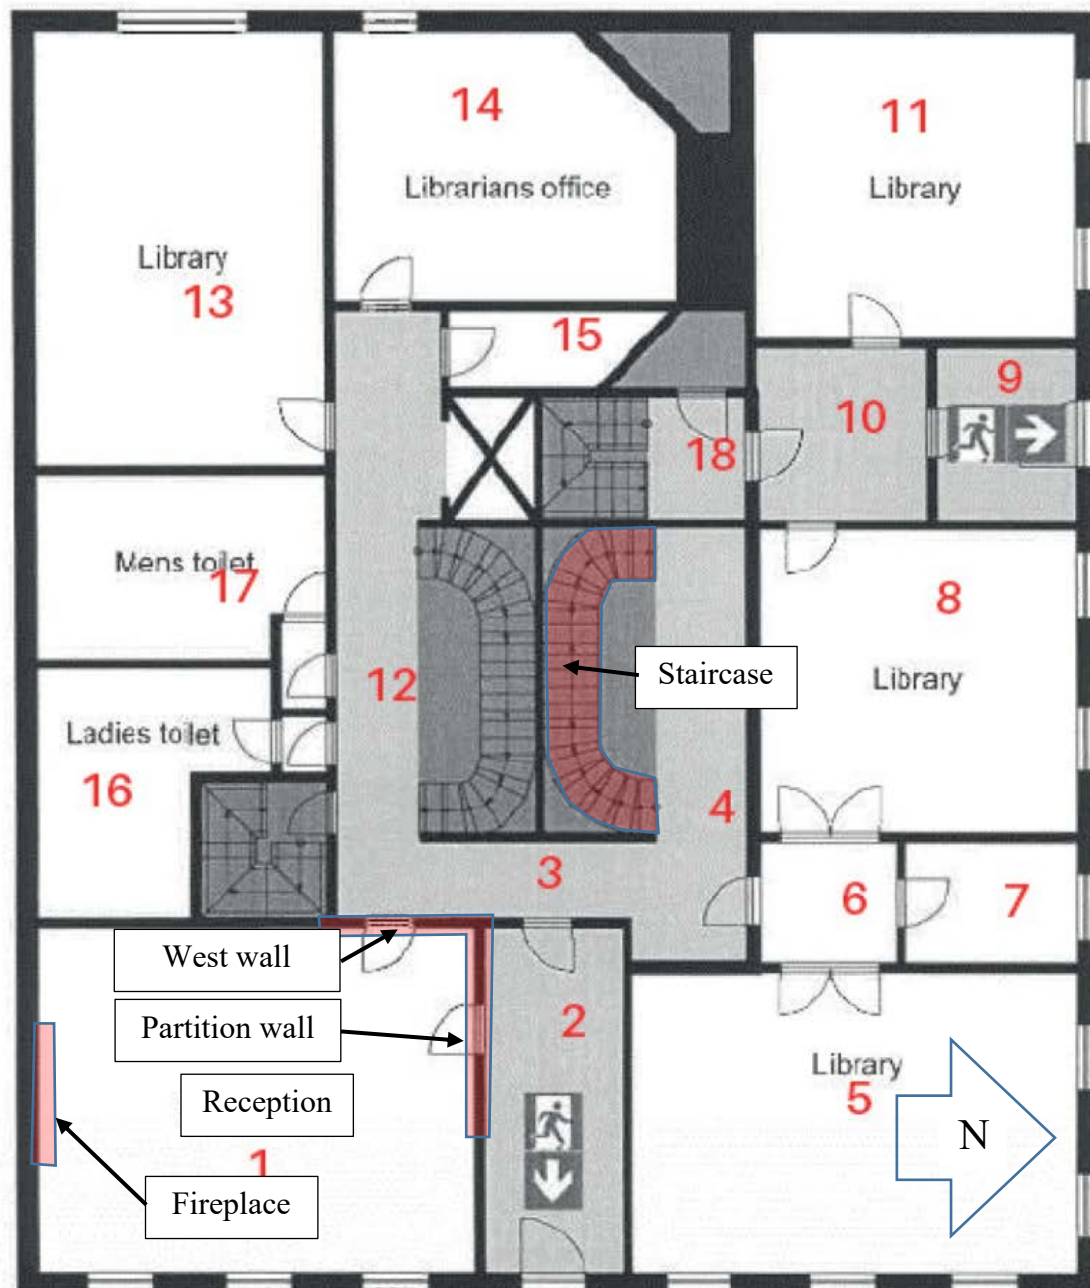 14
11
Librarians office
Library
Library
13
15
9
10
18
Mens toilet
17
8
Staircase
12
Library
Ladies toilet
16
4
3
6
7
West wall
Partition wall
2
Library
Reception
5
N
1
Fireplace